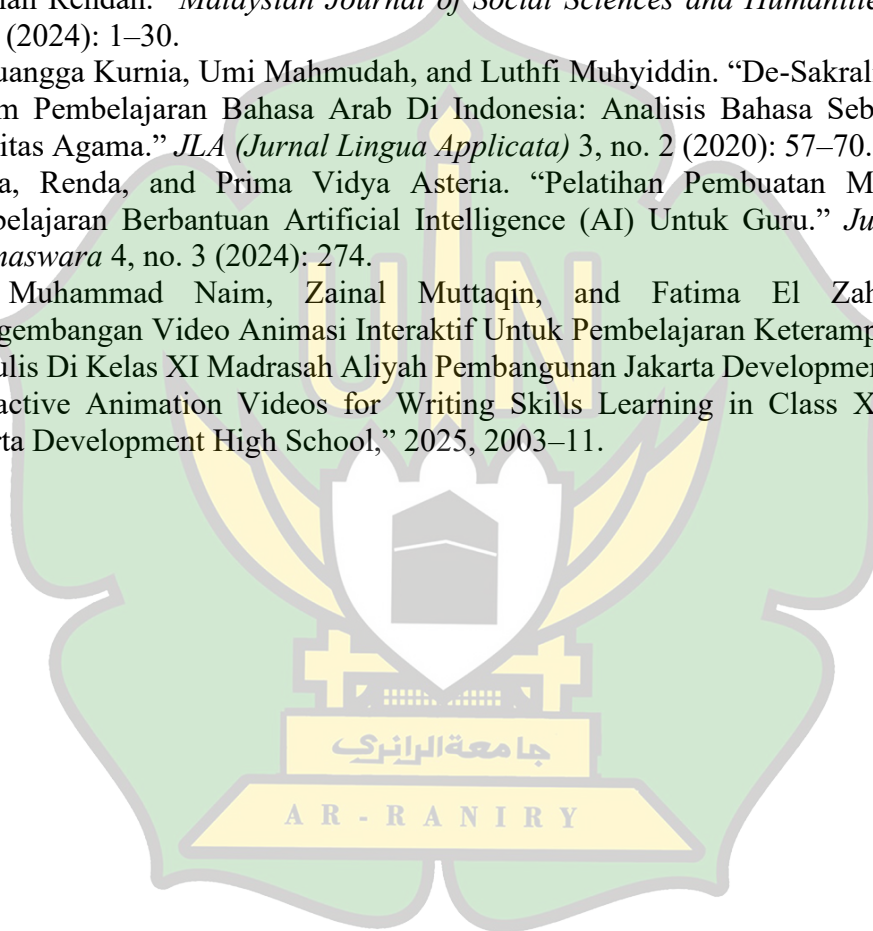 Rendah." Malaysian Journal of Social Sciences and
(2024): 1–30.
Kurnia, Umi Mahmudah, and Luthfi Muhyiddin. “De-Sakrali
Pembelajaran Bahasa Arab Di Indonesia: Analisis Bahasa Seb
itas Agama.” JLA (Jurnal Lingua Applicata) 3, no. 2 (2020): 57–70.
a, Renda, and Prima Vidya Asteria. “Pelatihan Pembuatan M
belajaran Berbantuan Artificial Intelligence (AI) Untuk Guru.” Ju
naswara 4, no. 3 (2024): 274.
Muhammad Naim, Zainal Muttaqin, and Fatima El Zah
gembangan Video Animasi Interaktif Untuk Pembelajaran Keteramp
ulis Di Kelas XI Madrasah Aliyah Pembangunan Jakarta Developmen
active Animation Videos for Writing Skills Learning in Class X
rta Development High School,” 2025, 2003–11.
UIN
جامعة الرانري
AR-RANIRY